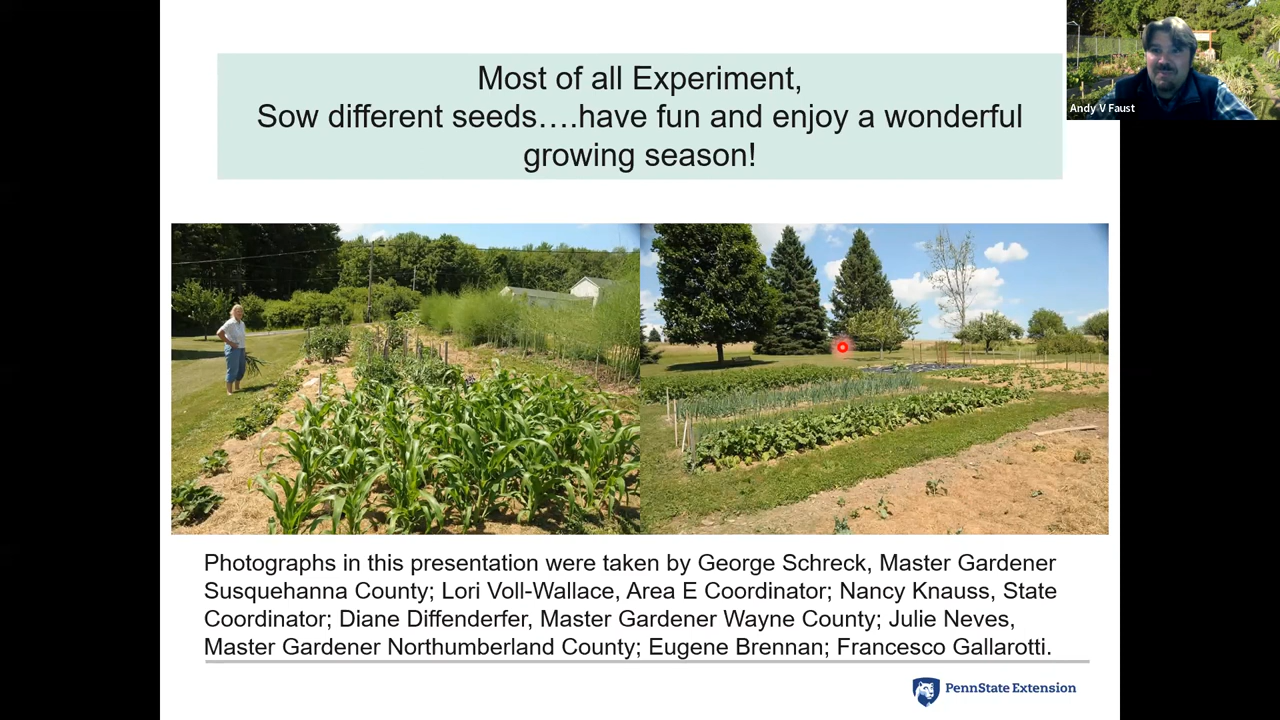 Most of all Experiment,
Sow different seeds….have fun and enjoy a wonderful
growing season!
Andy V Faust
Photographs in this presentation were taken by George Schreck, Master Gardener
Susquehanna County; Lori Voll-Wallace, Area E Coordinator; Nancy Knauss, State
Coordinator; Diane Diffenderfer, Master Gardener Wayne County; Julie Neves,
Master Gardener Northumberland County; Eugene Brennan; Francesco Gallarotti.
PennState Extension